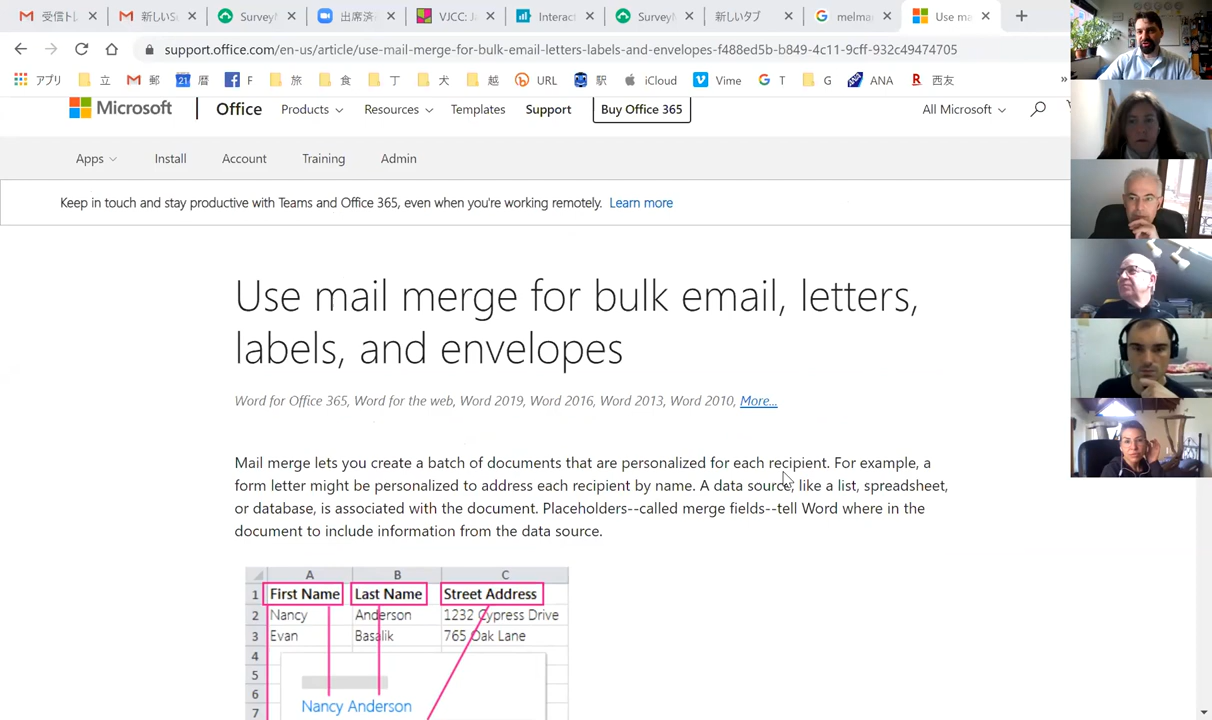 受信トレ
新しいSu
SurveyM
出席済み
VJCC: Ja
Interact
SurveyM
新しいタブ
melmar
Use ma
support.office.com/en-us/article/use-mail-merge-for-bulk-email-letters-labels-and-envelopes-f488ed5b-b849-4c11-9cff-932c49474705
アプリ
立
郵
暦
F
旅
食
丁
犬
越
URL
駅
iCloud
Vime
T
G
ANA
西友
»
Microsoft
Office
Products
Resources
Templates
Support
Buy Office 365
All Microsoft
Apps
Install
Account
Training
Admin
Keep in touch and stay productive with Teams and Office 365, even when you're working remotely. Learn more
Use mail merge for bulk email, letters,
labels, and envelopes
Word for Office 365, Word for the web, Word 2019, Word 2016, Word 2013, Word 2010, More...
Mail merge lets you create a batch of documents that are personalized for each recipient. For example, a
form letter might be personalized to address each recipient by name. A data source, like a list, spreadsheet,
or database, is associated with the document. Placeholders--called merge fields--tell Word where in the
document to include information from the data source.
A B C
1 First Name Last Name Street Address
2 Nancy Anderson 1232 Cypress Drive
3 Evan Basalik 765 Oak Lane
4
5
6
7 Nancy Anderson